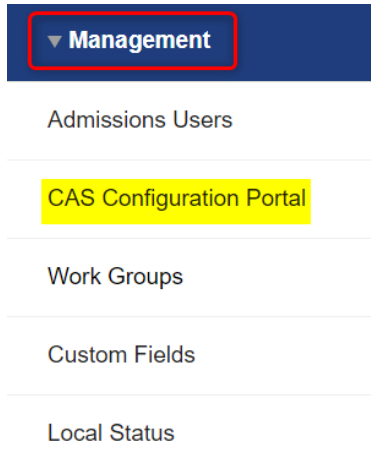 Management
Admissions Users
CAS Configuration Portal
Work Groups
Custom Fields
Local Status